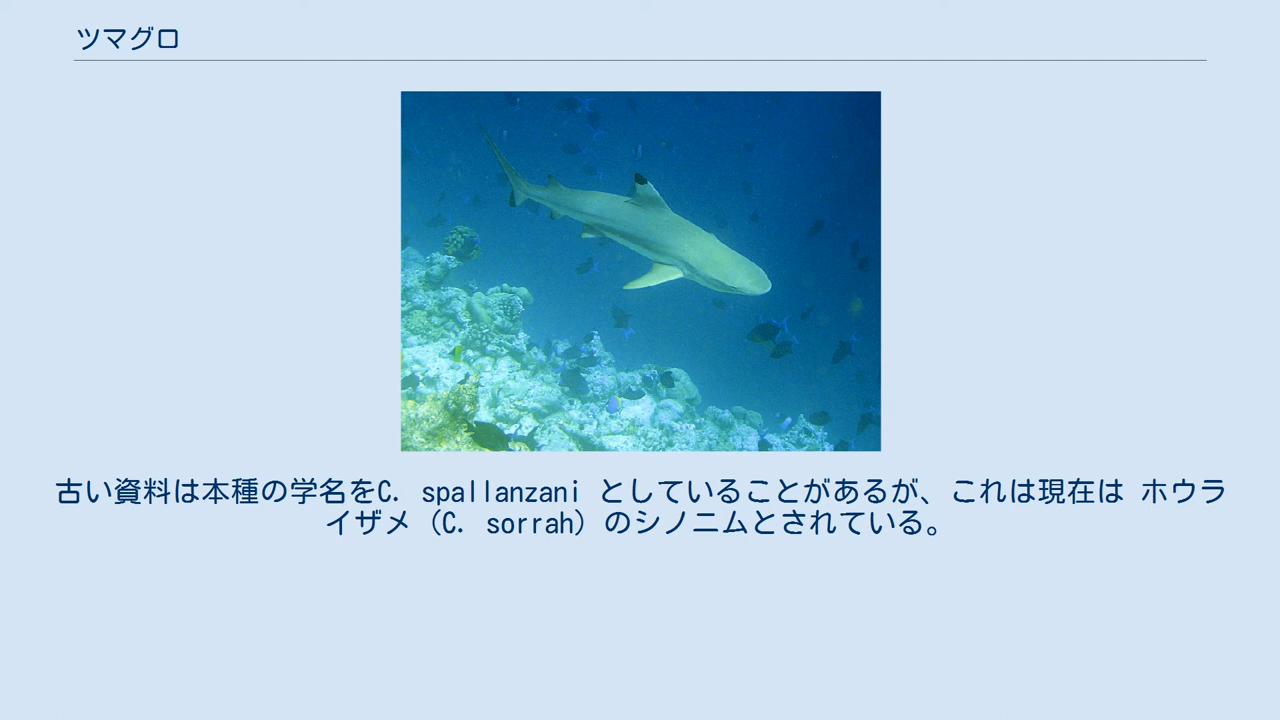 ツマグロ
古い資料は本種の学名をC. spallanzani としていることがあるが、これは現在は ホウラ
イザメ（C. sorrah）のシノニムとされている。